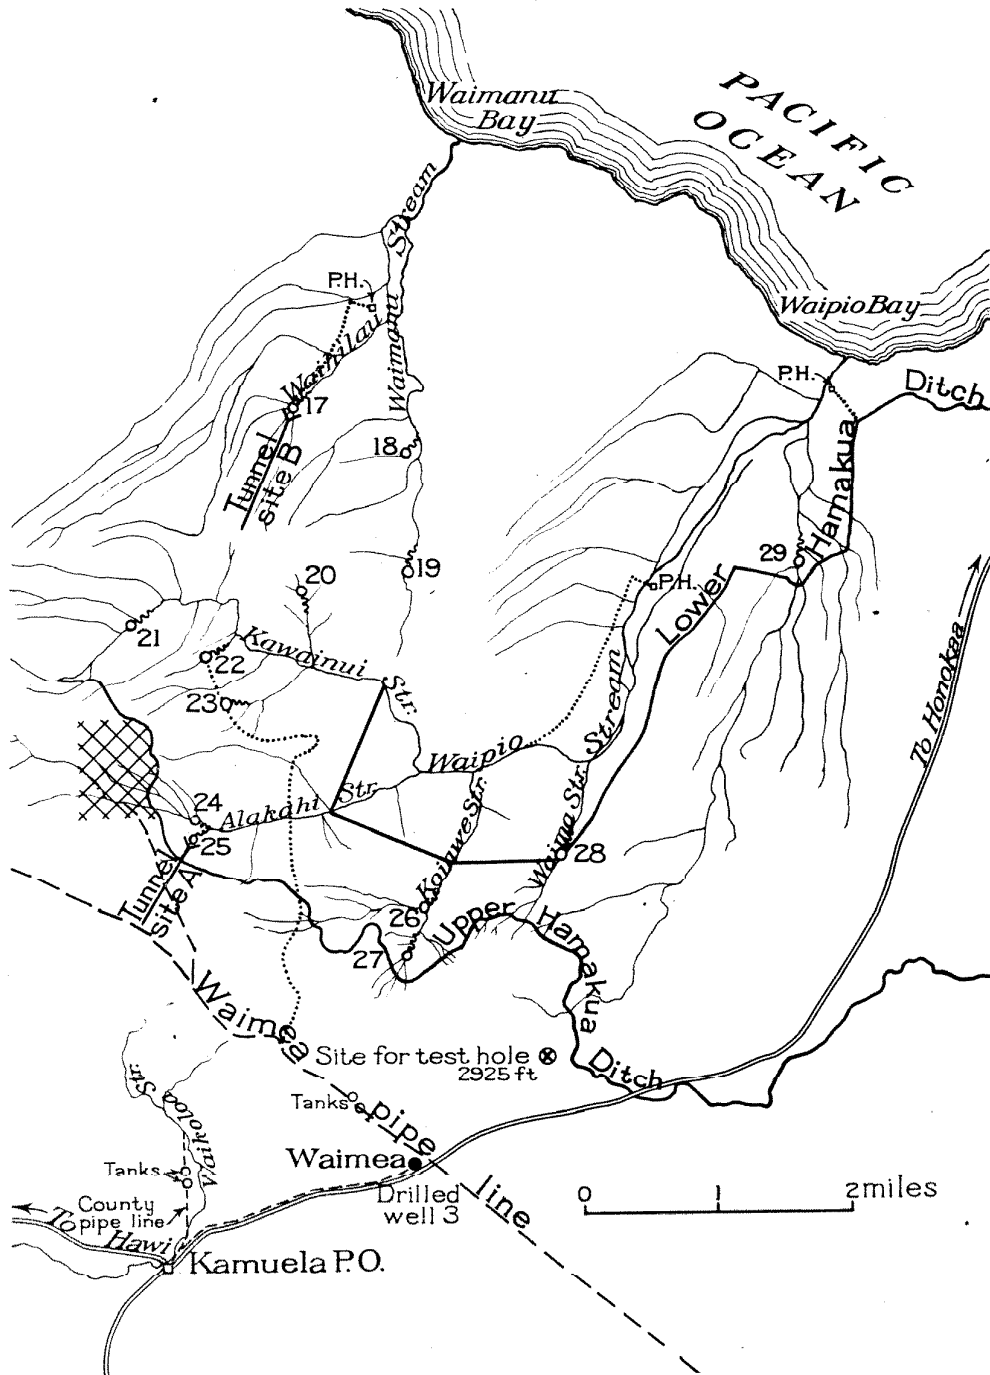 PACIFIC
OCEAN
Waimanu
Bay
Waimanu Stream
P.H.
Waihilau
Waipio Bay
P.H.
Ditch
17
18
Tunnel
site B
Hamakua
29
19
20
P.H.
Lower
21
22
Kawainui
Str.
23
Stream
To Honokaa
Waipio
24
Alakahi Str.
25
Koiawe Str.
Waima Str.
28
Tunnel
site A
26
Upper Hamakua
27
Waimea
Site for test hole
2925 ft
Ditch
Waikoloa Str.
Tanks
pipe
Waimea
Tanks
Drilled
well 3
line
County
pipe line
0 1 2 miles
To Hawi
Kamuela P.O.